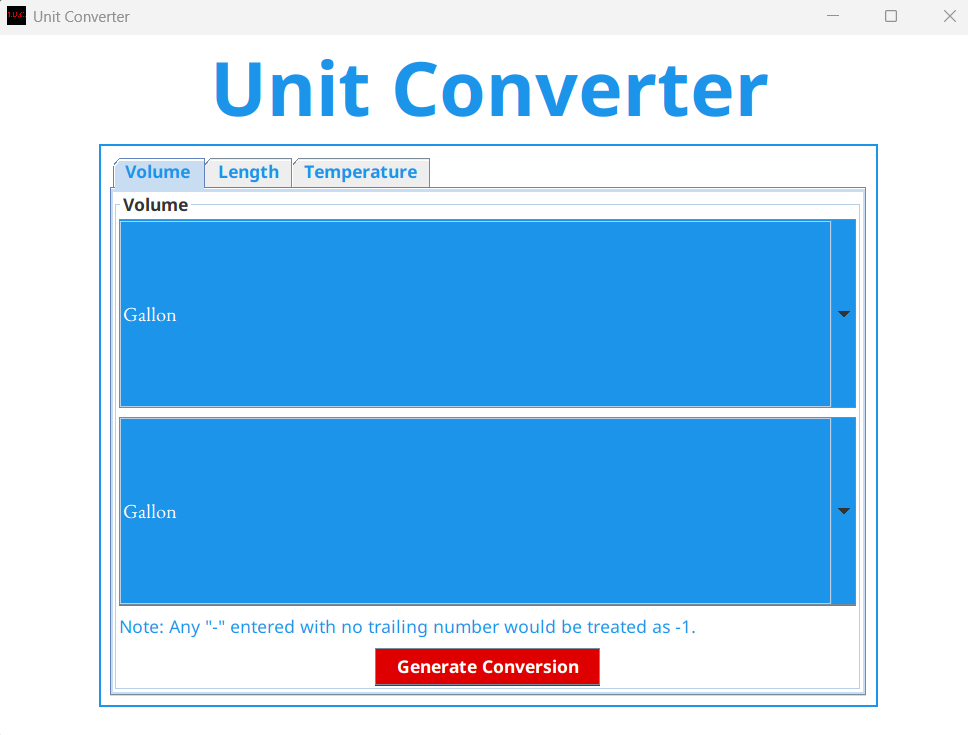 Unit Converter
Unit Converter
Volume Length Temperature
Volume
Gallon
Gallon
Note: Any "-" entered with no trailing number would be treated as -1.
Generate Conversion